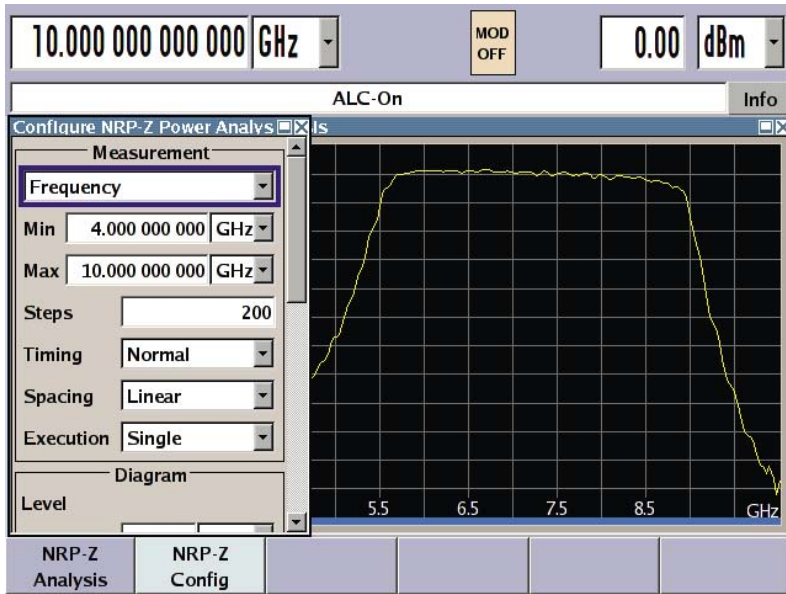 10.000 000 000 000 GHz
MOD OFF
0.00 dBm
ALC-On
Info
Configure NRP-Z Power Analys
is
Measurement
Frequency
Min 4.000 000 000 GHz
Max 10.000 000 000 GHz
Steps 200
Timing Normal
Spacing Linear
Execution Single
Diagram
Level
5.5 6.5 7.5 8.5 GHz
NRP-Z Analysis
NRP-Z Config